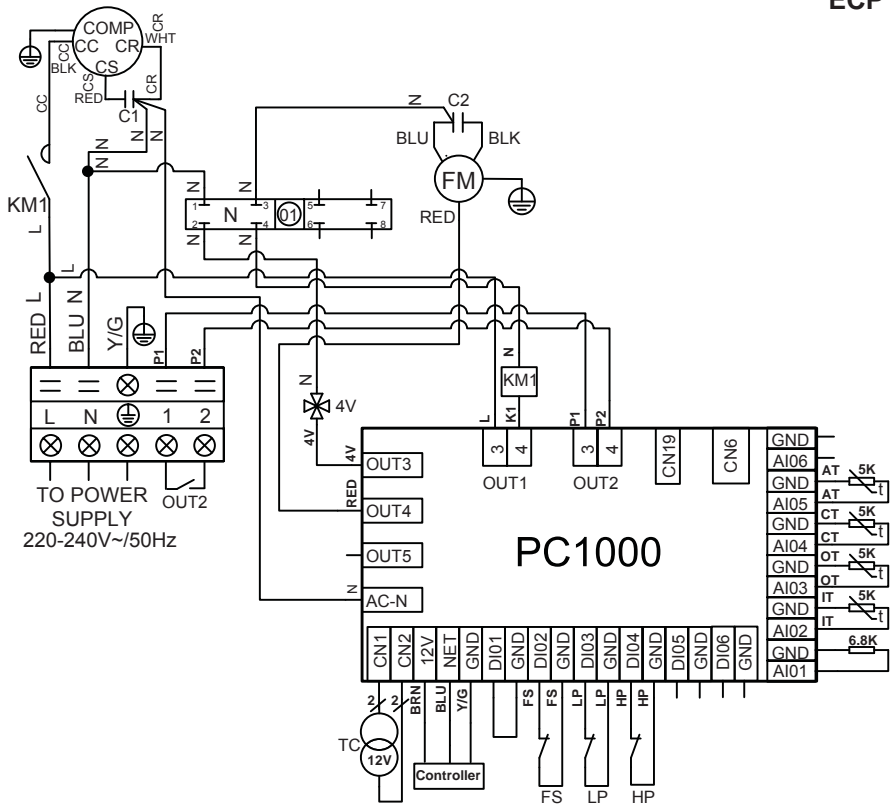 ECP
COMP
CC
CR
CS
CR
WHT
CC
BLK
CS
RED
CR
C1
CC
N
N
N
N
N
C2
BLU
BLK
FM
RED
N
N
N
1
3
5
7
N
01
2
4
6
8
N
N
KM1
L
L
RED L
BLU N
Y/G
P1
P2
L
N
1
2
TO POWER
SUPPLY
220-240V~/50Hz
OUT2
N
4V
4V
N
KM1
L
K1
P1
P2
3
4
3
4
OUT1
OUT2
CN19
CN6
4V
OUT3
RED
OUT4
OUT5
N
AC-N
PC1000
GND
AI06
GND
AI05
GND
AI04
GND
AI03
GND
AI02
GND
AI01
AT
5K
t
AT
CT
5K
t
CT
OT
5K
t
OT
IT
5K
t
IT
6.8K
CN1
CN2
12V
NET
GND
DI01
GND
DI02
GND
DI03
GND
DI04
GND
DI05
GND
DI06
GND
2
2
BRN
BLU
Y/G
FS
FS
LP
LP
HP
HP
TC
12V
Controller
FS
LP
HP